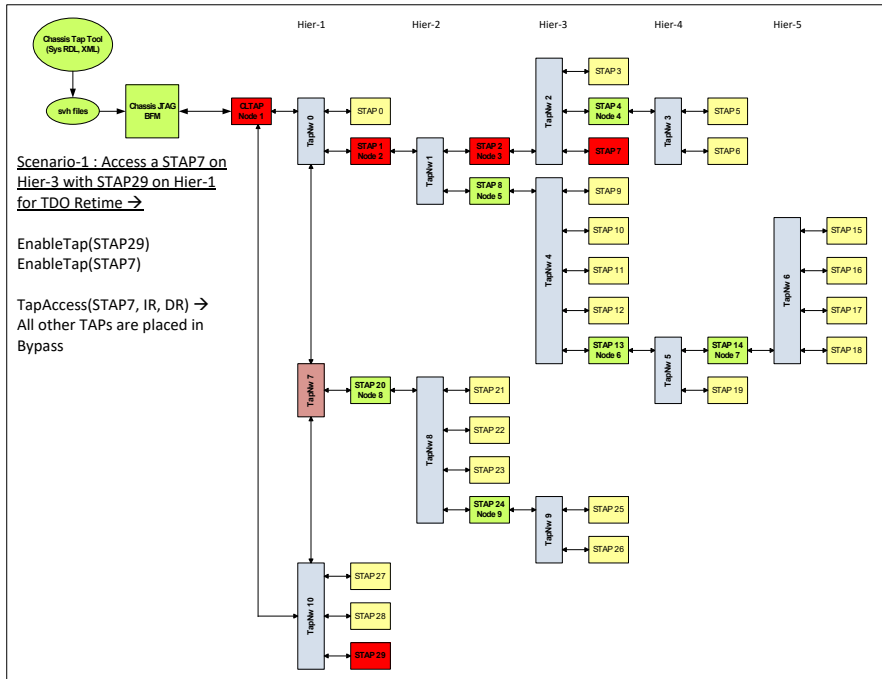 Hier-1
Hier-2
Hier-3
Hier-4
Hier-5
Chassis Tap Tool
(Sys RDL, XML)
svh files
Chassis JTAG
BFM
CLTAP
Node 1
TapNw 0
STAP 0
STAP 1
Node 2
TapNw 1
STAP 2
Node 3
TapNw 2
STAP 3
STAP 4
Node 4
TapNw 3
STAP 5
STAP 6
STAP 7
STAP 8
Node 5
TapNw 4
STAP 9
STAP 10
STAP 11
STAP 12
STAP 13
Node 6
TapNw 5
STAP 14
Node 7
TapNw 6
STAP 15
STAP 16
STAP 17
STAP 18
STAP 19
Scenario-1 : Access a STAP7 on
Hier-3 with STAP29 on Hier-1
for TDO Retime →
EnableTap(STAP29)
EnableTap(STAP7)
TapAccess(STAP7, IR, DR) →
All other TAPs are placed in
Bypass
TapNw 7
STAP 20
Node 8
TapNw 8
STAP 21
STAP 22
STAP 23
STAP 24
Node 9
TapNw 9
STAP 25
STAP 26
TapNw 10
STAP 27
STAP 28
STAP 29